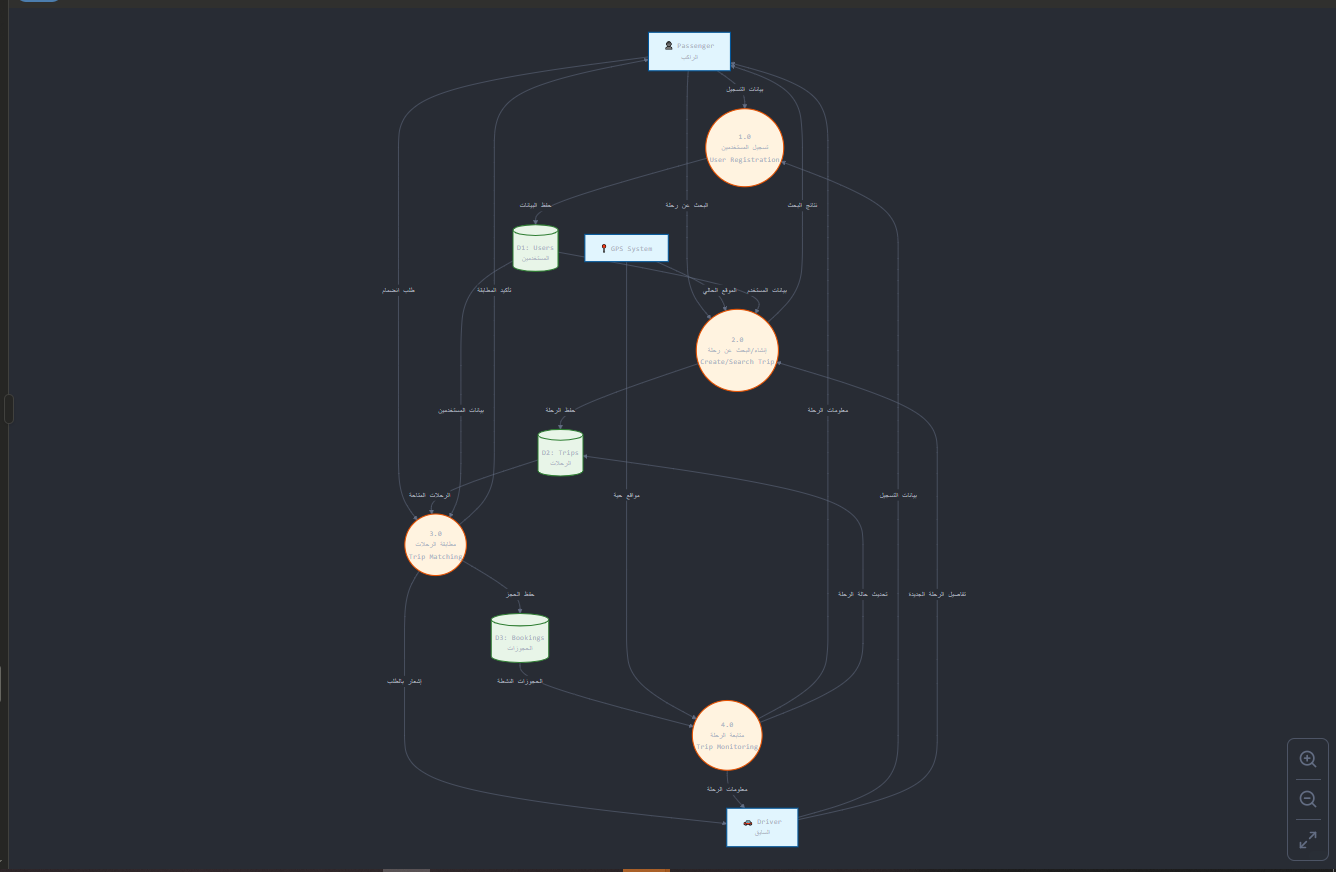 Passenger
الراكب
بيانات التسجيل
1.0
تسجيل المستخدمين
User Registration
حفظ البيانات
البحث عن رحلة
نتائج البحث
D1: Users
المستخدمين
GPS System
طلب انضمام
تأكيد المطابقة
الموقع الحالي
بيانات المستخدم
2.0
إنشاء/البحث عن رحلة
Create/Search Trip
بيانات المستخدمين
حفظ الرحلة
معلومات الرحلة
D2: Trips
الرحلات
الرحلات المتاحة
مواقع حية
بيانات التسجيل
3.0
مطابقة الرحلات
Trip Matching
حفظ الحجز
تحديث حالة الرحلة
تفاصيل الرحلة الجديدة
D3: Bookings
الحجوزات
إشعار بالطلب
الحجوزات النشطة
4.0
متابعة الرحلة
Trip Monitoring
معلومات الرحلة
Driver
السائق